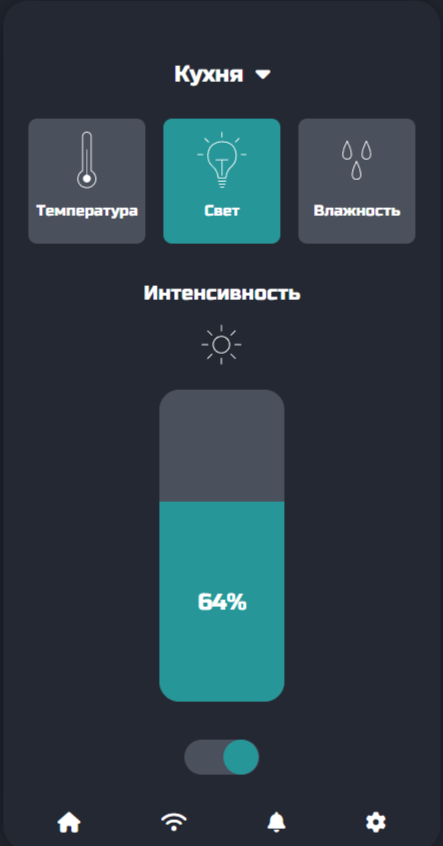 Кухня
Температура
Свет
Влажность
Интенсивность
64%